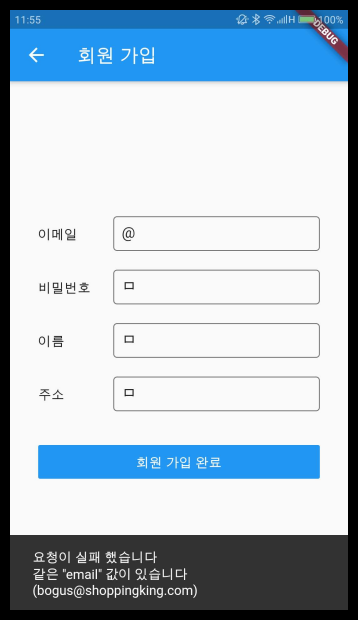 11:55 H 100%
DEBUG
회원 가입
이메일 @
비밀번호 ㅁ
이름 ㅁ
주소 ㅁ
회원 가입 완료
요청이 실패 했습니다
같은 "email" 값이 있습니다
(bogus@shoppingking.com)